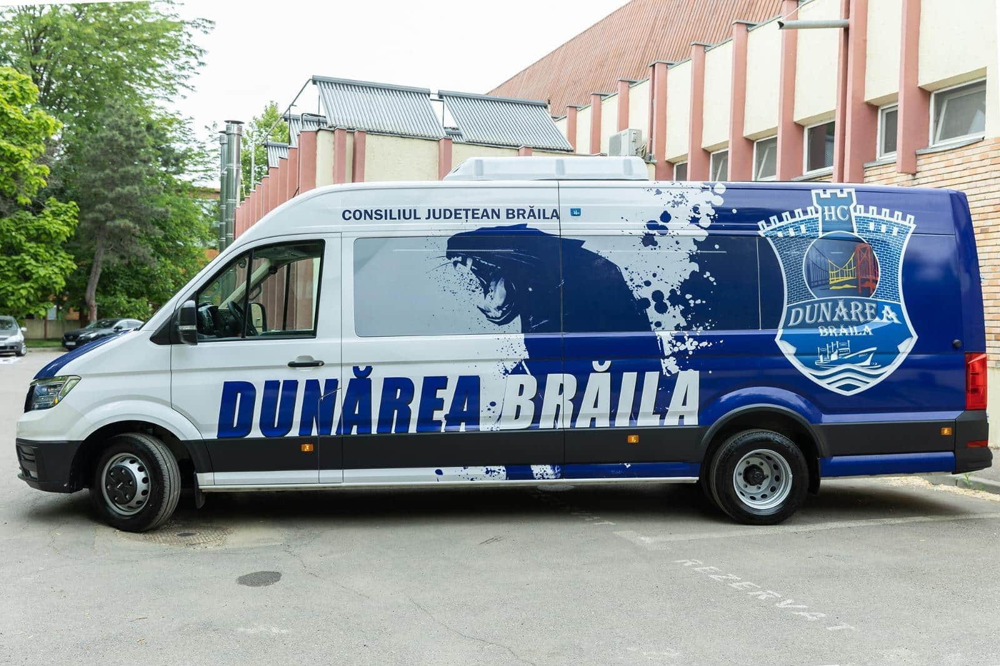 CONSILIUL JUDEȚEAN BRĂILA
HC
DUNĂREA
BRĂILA
DUNĂREA BRĂILA
REZERVAT